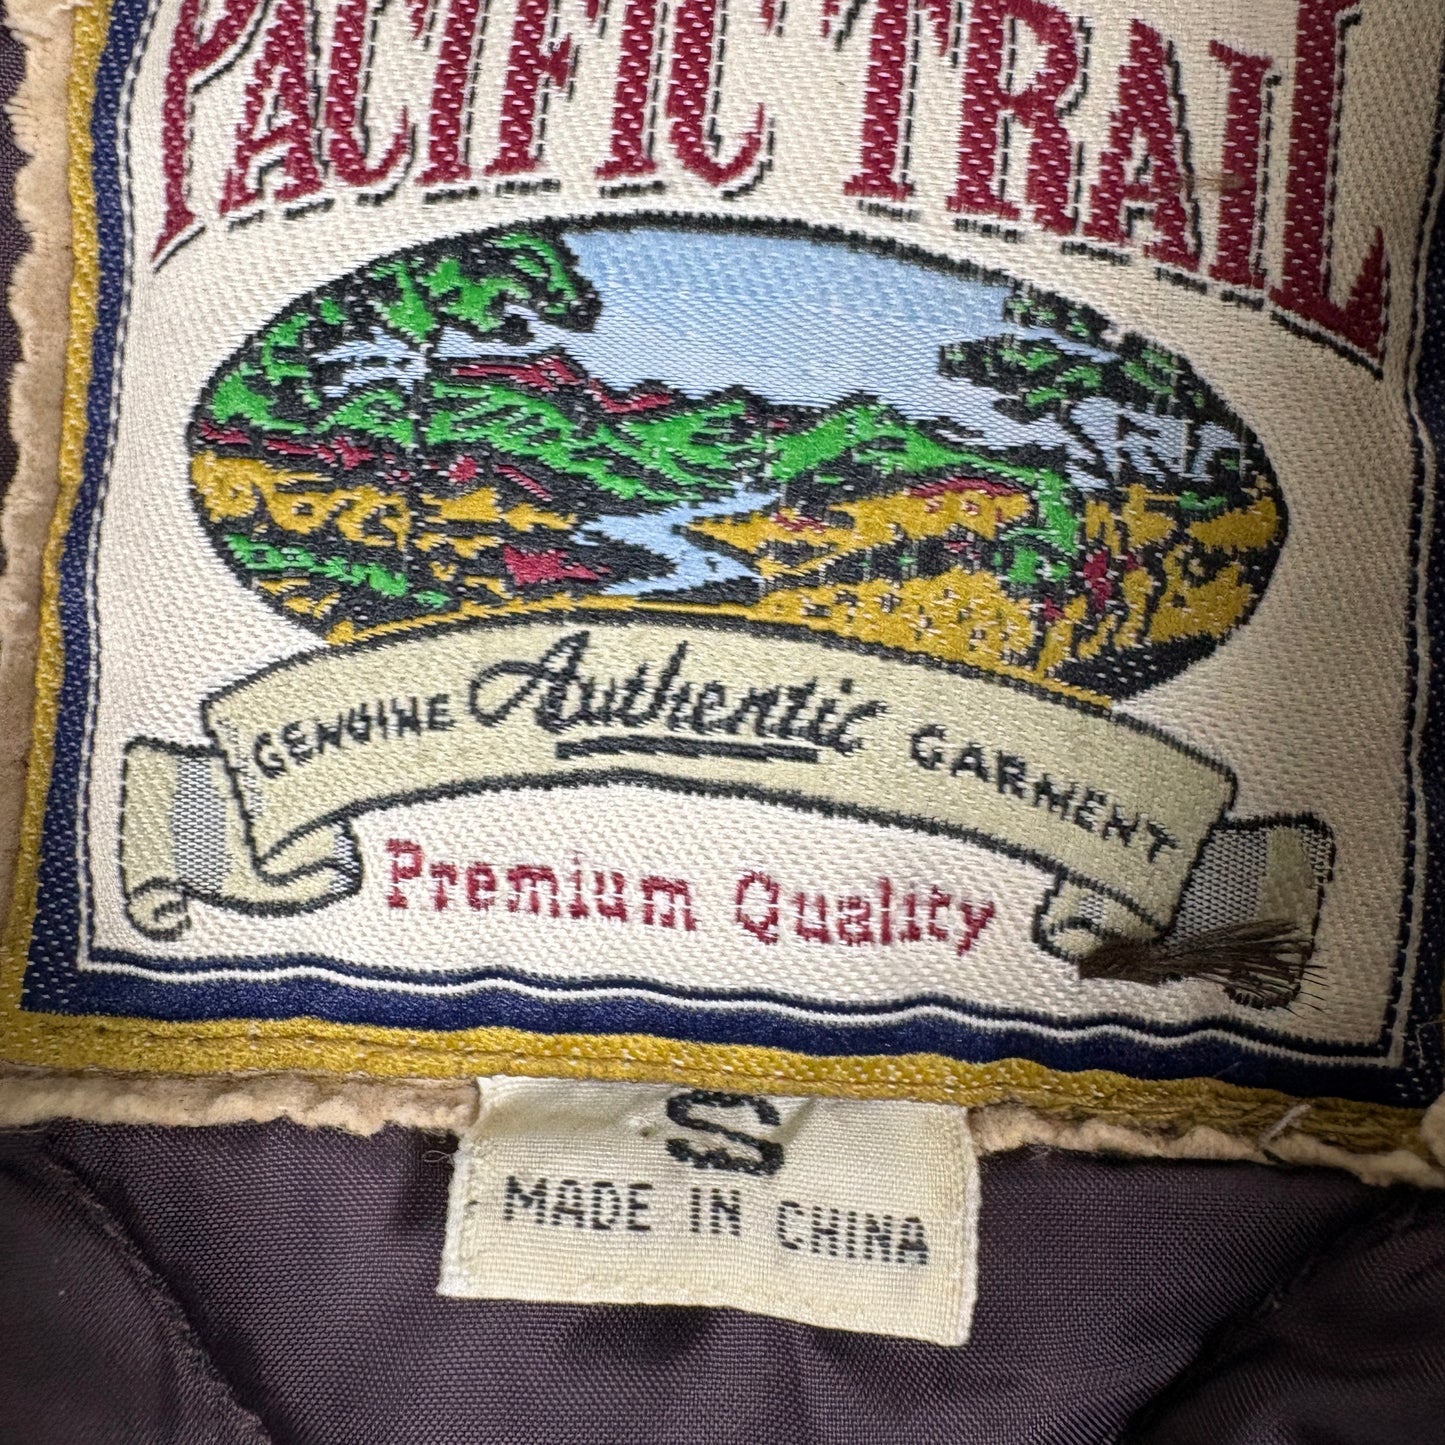 PACIFIC TRAIL
GENUINE Authentic GARMENT
Premium Quality
S
MADE IN CHINA